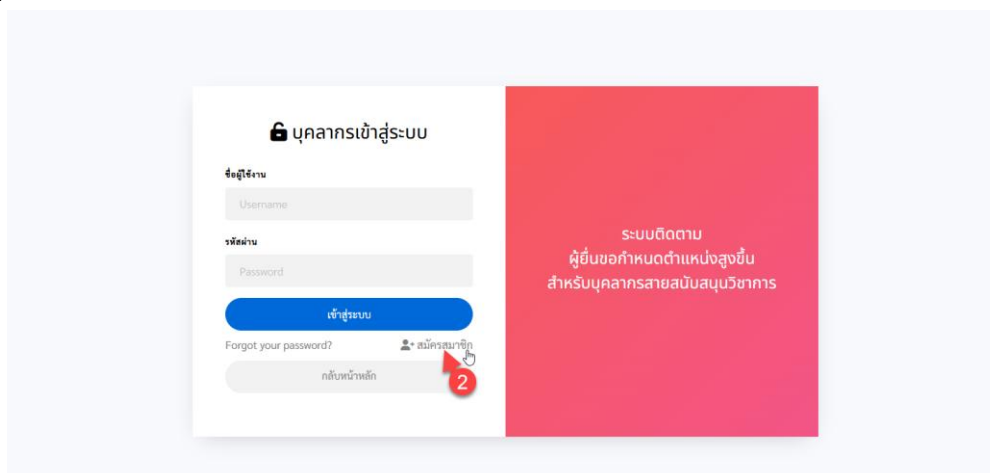 บุคลากรเข้าสู่ระบบ
ชื่อผู้ใช้งาน
Username
รหัสผ่าน
Password
เข้าสู่ระบบ
Forgot your password?
สมัครสมาชิก
2
กลับหน้าหลัก
ระบบติดตาม
ผู้ยื่นขอกำหนดตำแหน่งสูงขึ้น
สำหรับบุคลากรสายสนับสนุนวิชาการ